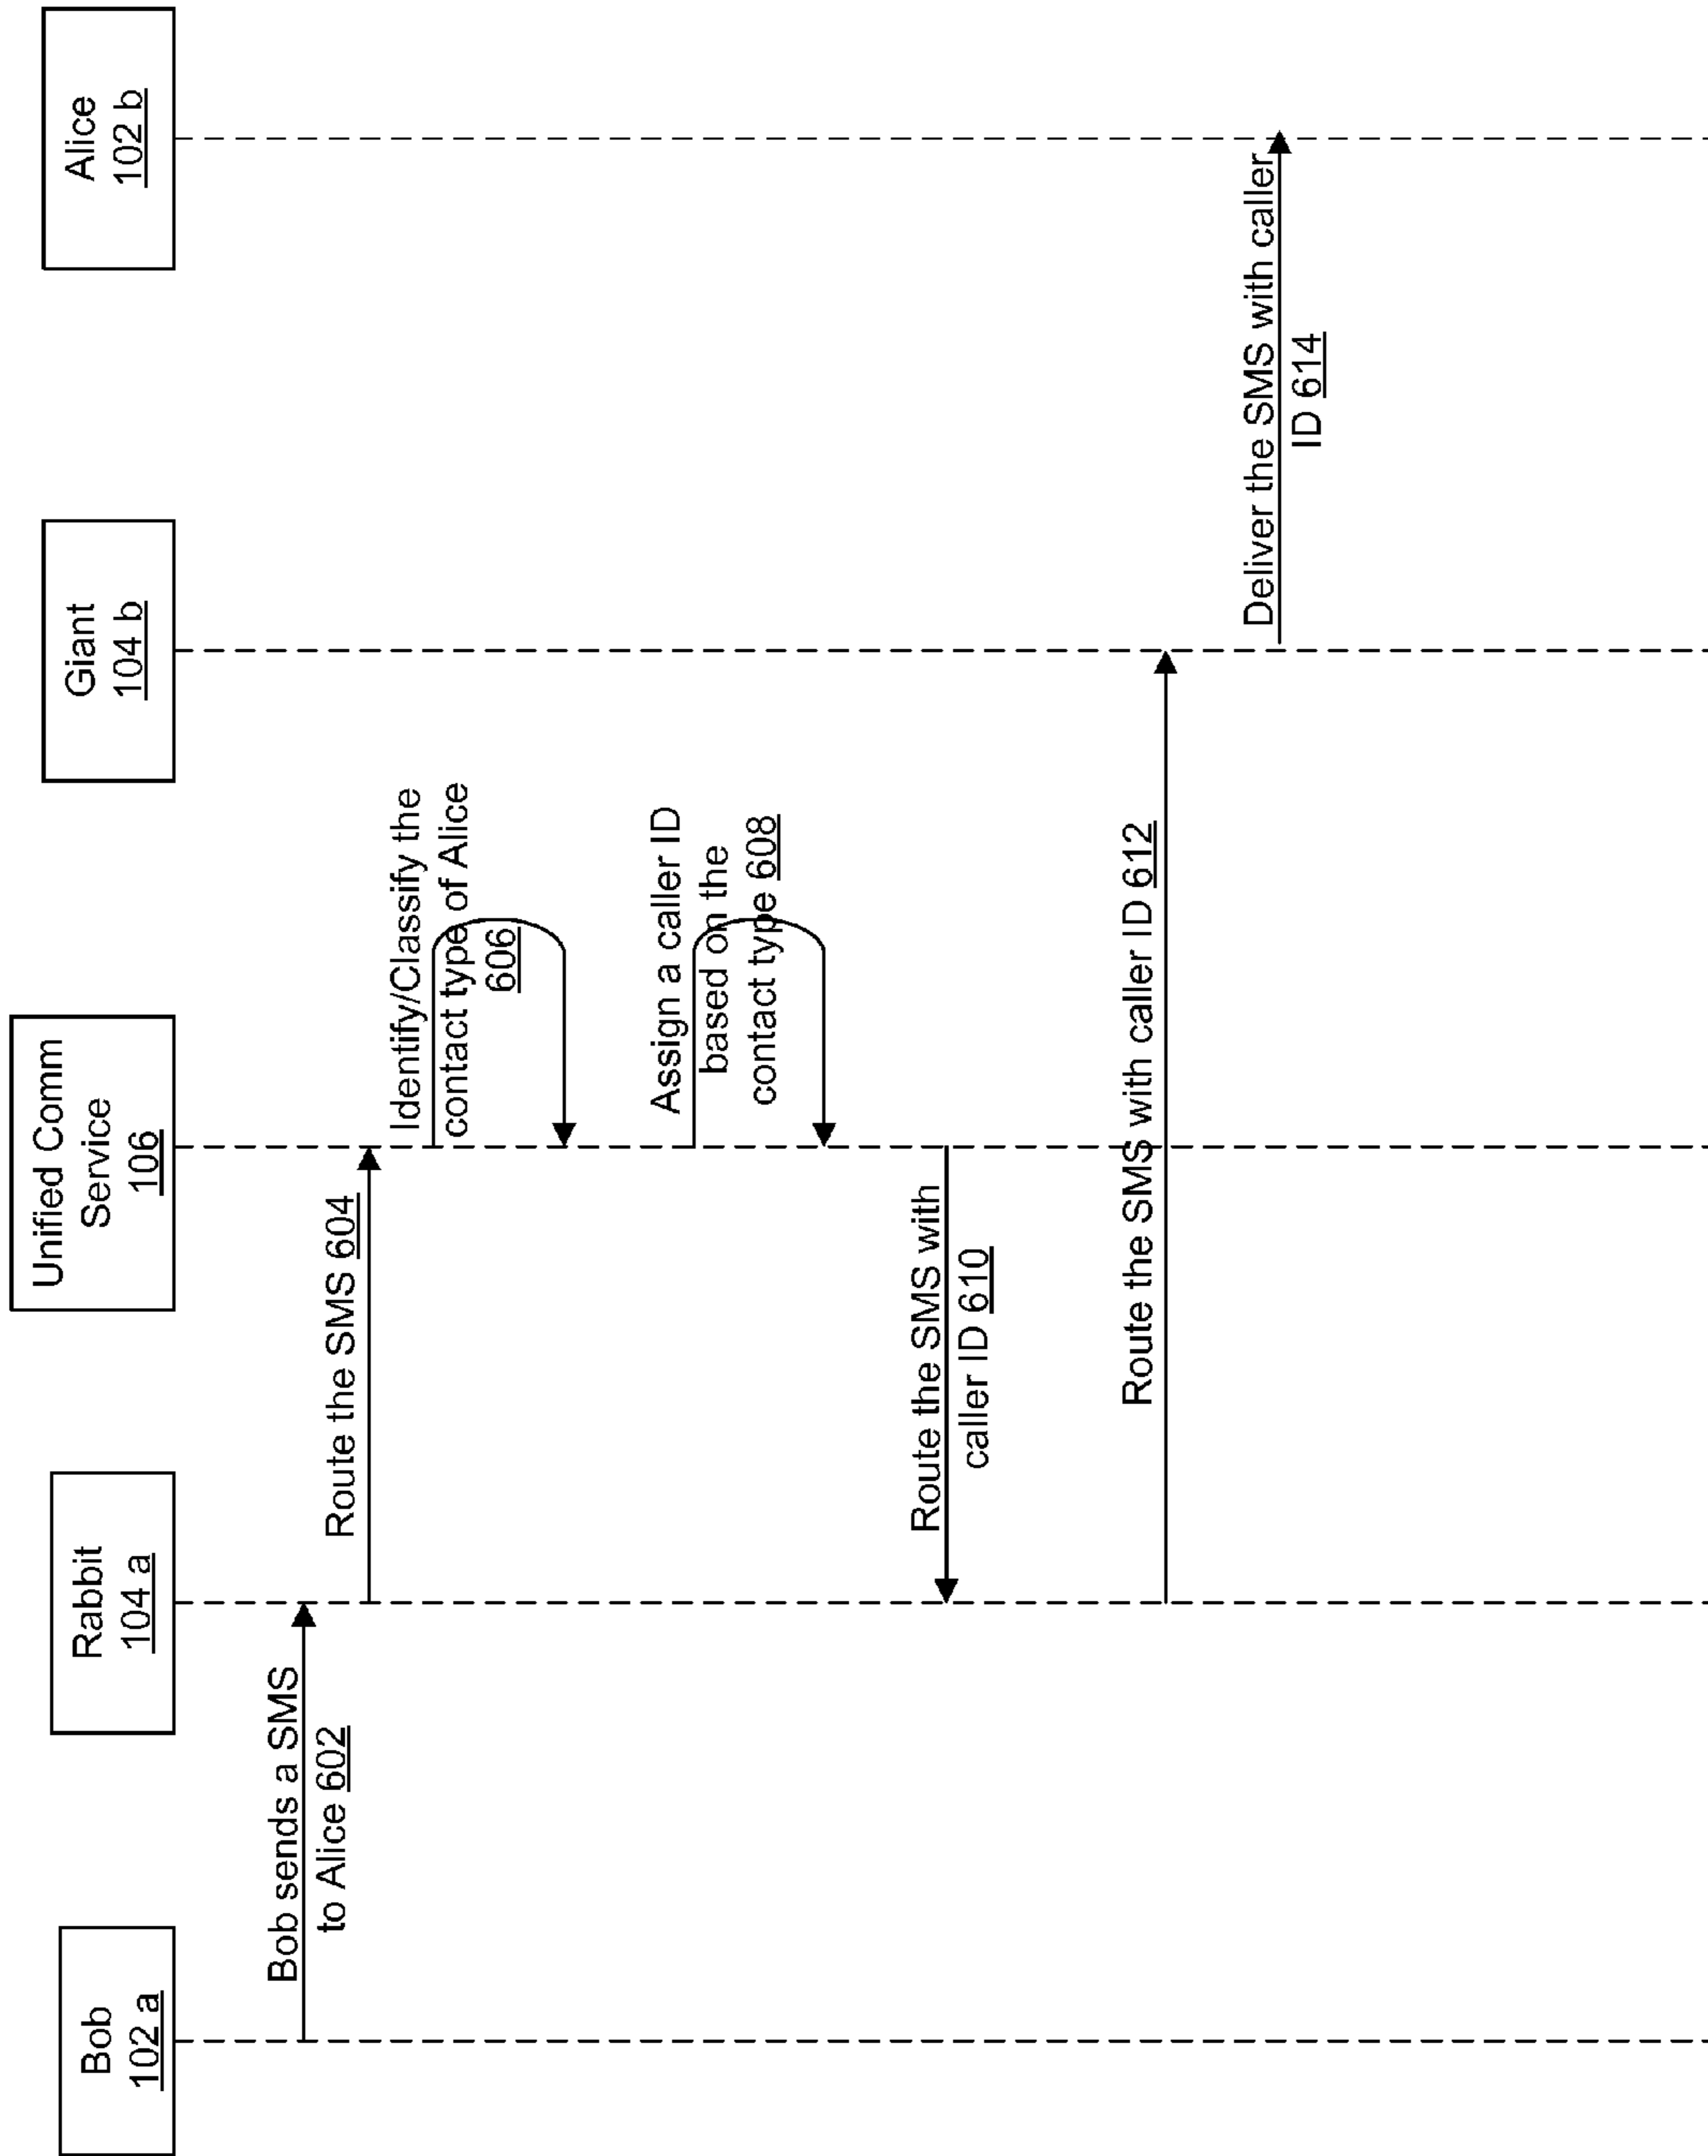 Bob
102 a
Rabbit
104 a
Unified Comm
Service
106
Giant
104 b
Alice
102 b
Bob sends a SMS
to Alice 602
Route the SMS 604
Identify/Classify the
contact type of Alice
606
Assign a caller ID
based on the
contact type 608
Route the SMS with
caller ID 610
Route the SMS with caller ID 612
Deliver the SMS with caller
ID 614